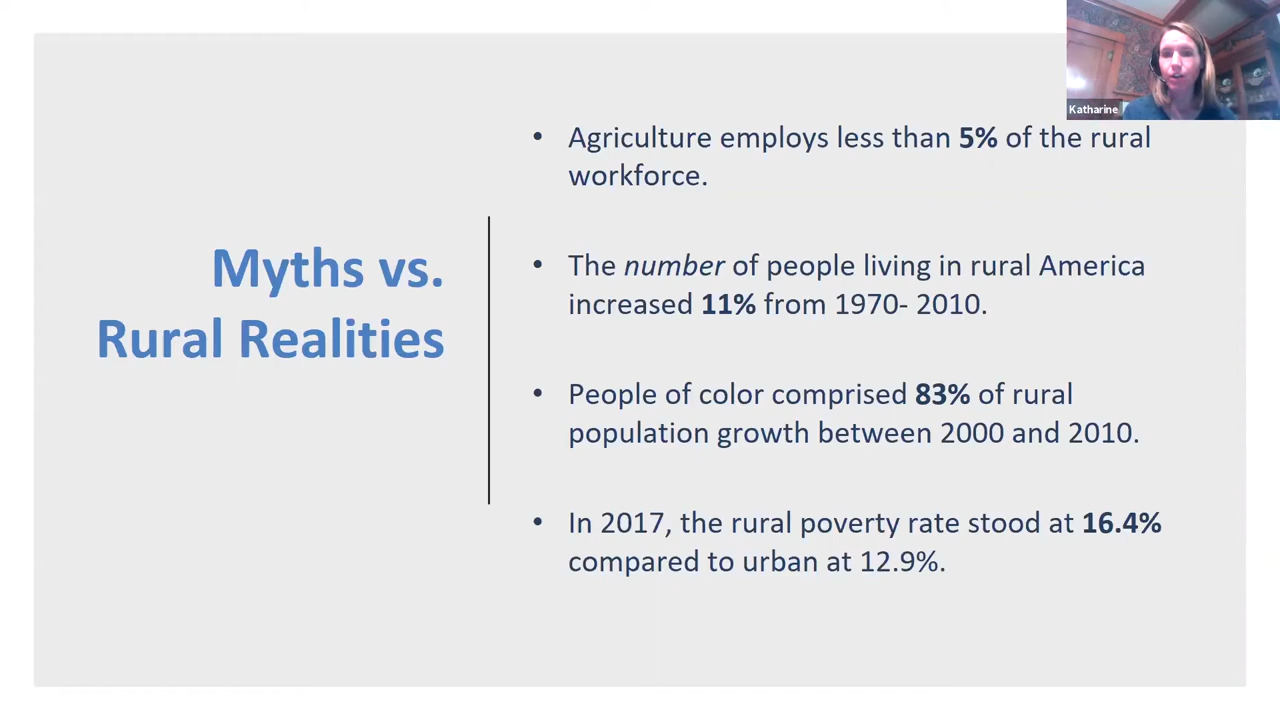 Katharine
Myths vs.
Rural Realities
• Agriculture employs less than 5% of the rural
workforce.
• The number of people living in rural America
increased 11% from 1970- 2010.
• People of color comprised 83% of rural
population growth between 2000 and 2010.
• In 2017, the rural poverty rate stood at 16.4%
compared to urban at 12.9%.